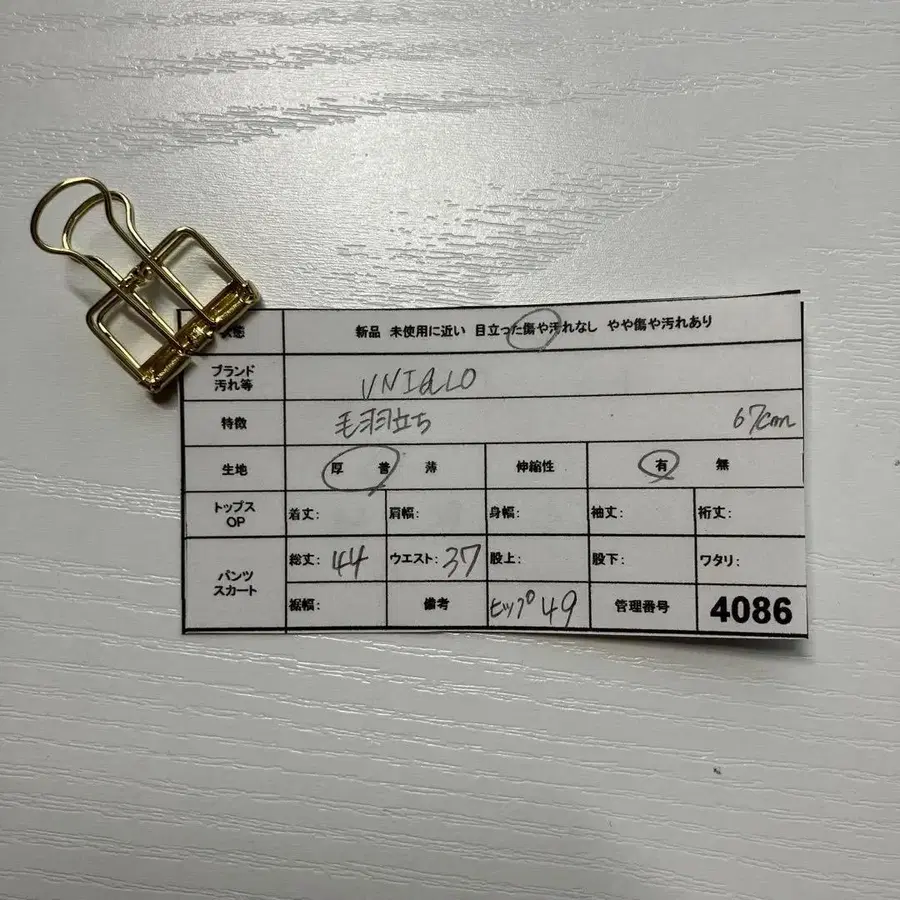 状態 新品 未使用に近い 目立った傷や汚れなし やや傷や汚れあり
ブランド
汚れ等 UNIQLO
特徴 毛羽立ち 67cm
生地 厚 普 薄 伸縮性 有 無
トップス
OP 着丈: 肩幅: 身幅: 袖丈: 裄丈:
パンツ
スカート 総丈: 44 ウエスト: 37 股上: 股下: ワタリ:
裾幅: 備考 ヒップ 49 管理番号 4086